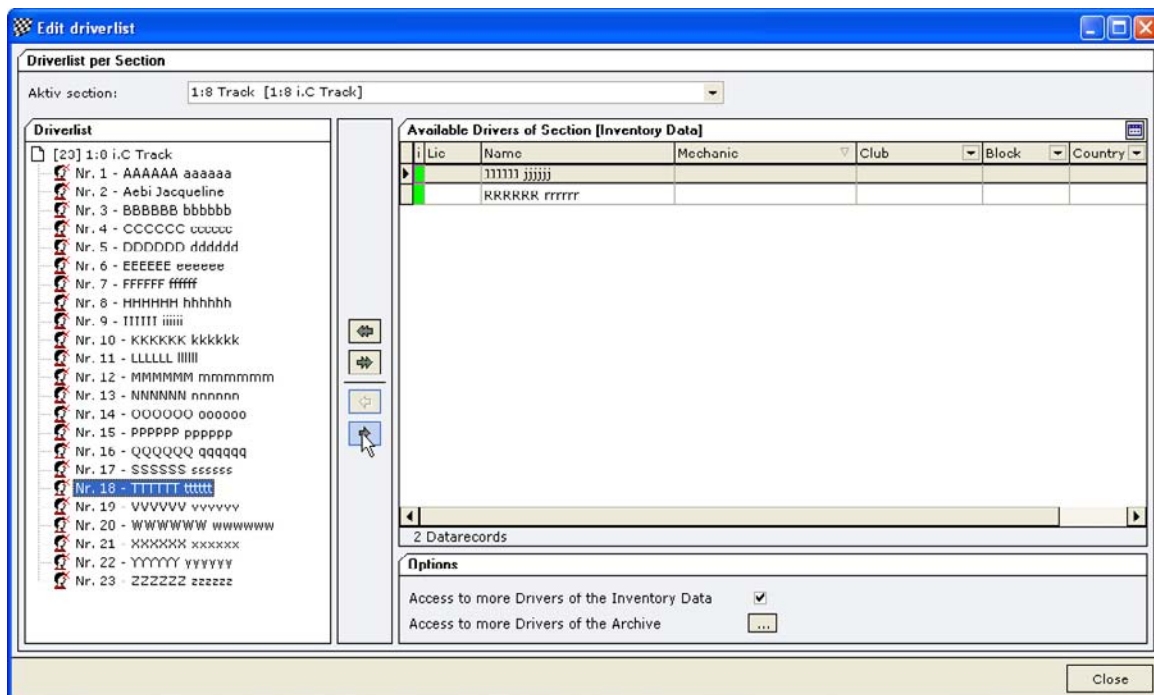 Edit driverlist
Driverlist per Section
Aktiv section: 1:8 Track [1:8 i.C Track]
Driverlist
[23] 1:8 i.C Track
Nr. 1 - AAAAAA aaaaaa
Nr. 2 - Aebi Jacqueline
Nr. 3 - BBBBBB bbbbbb
Nr. 4 - CCCCCC cccccc
Nr. 5 - DDDDDD dddddd
Nr. 6 - EEEEEE eeeeee
Nr. 7 - FFFFFF ffffff
Nr. 8 - HHHHHH hhhhhh
Nr. 9 - IIIIII iiiiii
Nr. 10 - KKKKKK kkkkkk
Nr. 11 - LLLLLL llllll
Nr. 12 - MMMMMM mmmmmm
Nr. 13 - NNNNNN nnnnnn
Nr. 14 - OOOOOO oooooo
Nr. 15 - PPPPPP pppppp
Nr. 16 - QQQQQQ qqqqqq
Nr. 17 - SSSSSS ssssss
Nr. 18 - TTTTTT tttttt
Nr. 19 - VVVVVV vvvvvv
Nr. 20 - WWWWWW wwwwww
Nr. 21 - XXXXXX xxxxxx
Nr. 22 - YYYYYY yyyyyy
Nr. 23 - ZZZZZZ zzzzzz
Available Drivers of Section [Inventory Data]
i Lic Name Mechanic Club Block Country
JJJJJJ jjjjjj
RRRRRR rrrrrr
2 Datarecords
Options
Access to more Drivers of the Inventory Data
Access to more Drivers of the Archive ...
Close